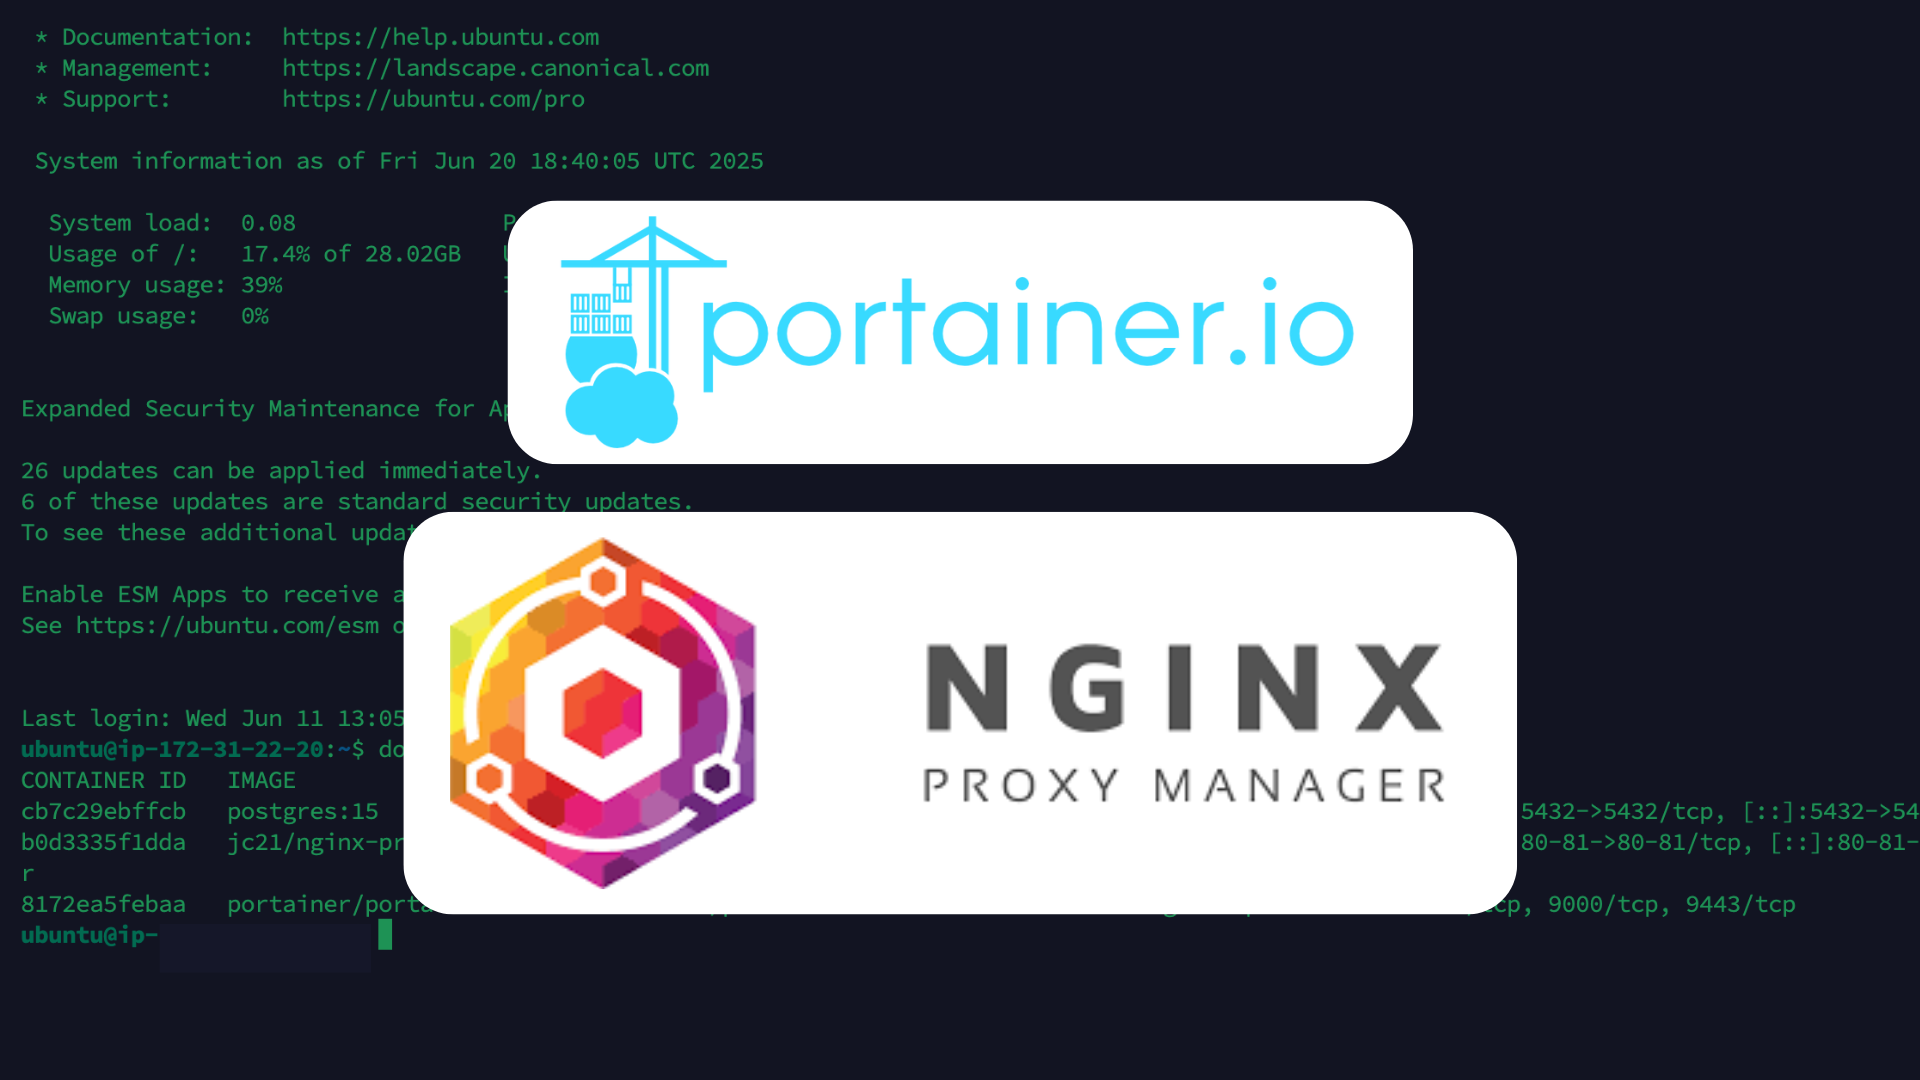 * Documentation:  https://help.ubuntu.com
* Management:     https://landscape.canonical.com
* Support:        https://ubuntu.com/pro
System information as of Fri Jun 20 18:40:05 UTC 2025
System load:  0.08
Usage of /:   17.4% of 28.02GB
Memory usage: 39%
Swap usage:   0%
portainer.io
Expanded Security Maintenance for
26 updates can be applied immediately.
6 of these updates are standard security updates.
To see these additional
Enable ESM Apps to receive
See https://ubuntu.com/esm
NGINX
PROXY MANAGER
Last login: Wed Jun 11 13:05
ubuntu@ip-172-31-22-20:~$ do
CONTAINER ID   IMAGE
cb7c29ebffcb   postgres:15 5432->5432/tcp, [::]:5432->54
b0d3335f1dda   jc21/nginx-pr 80-81->80-81/tcp, [::]:80-81-
r
8172ea5febaa   portainer/porta 9000/tcp, 9443/tcp
ubuntu@ip-